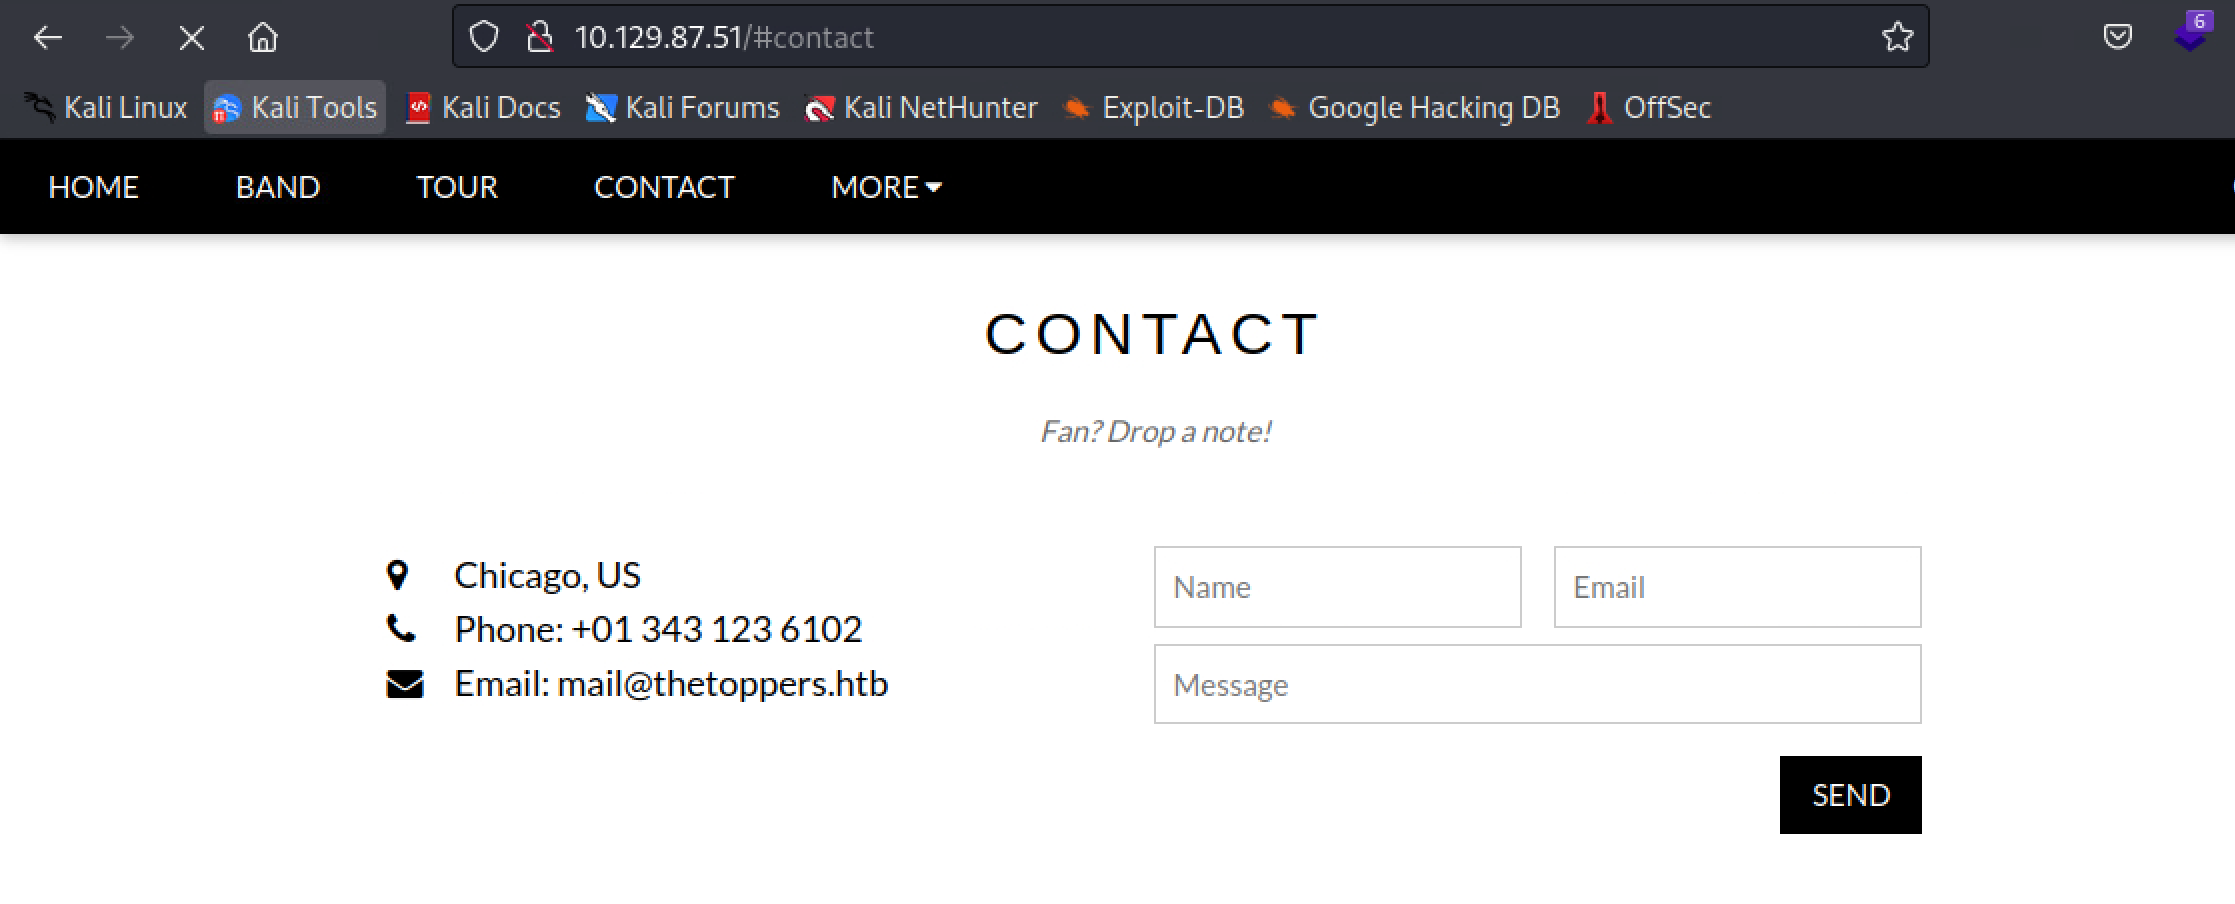 10.129.87.51/#contact
6
Kali Linux Kali Tools Kali Docs Kali Forums Kali NetHunter Exploit-DB Google Hacking DB OffSec
HOME BAND TOUR CONTACT MORE
CONTACT
Fan? Drop a note!
Chicago, US
Phone: +01 343 123 6102
Email: mail@thetoppers.htb
Name Email
Message
SEND